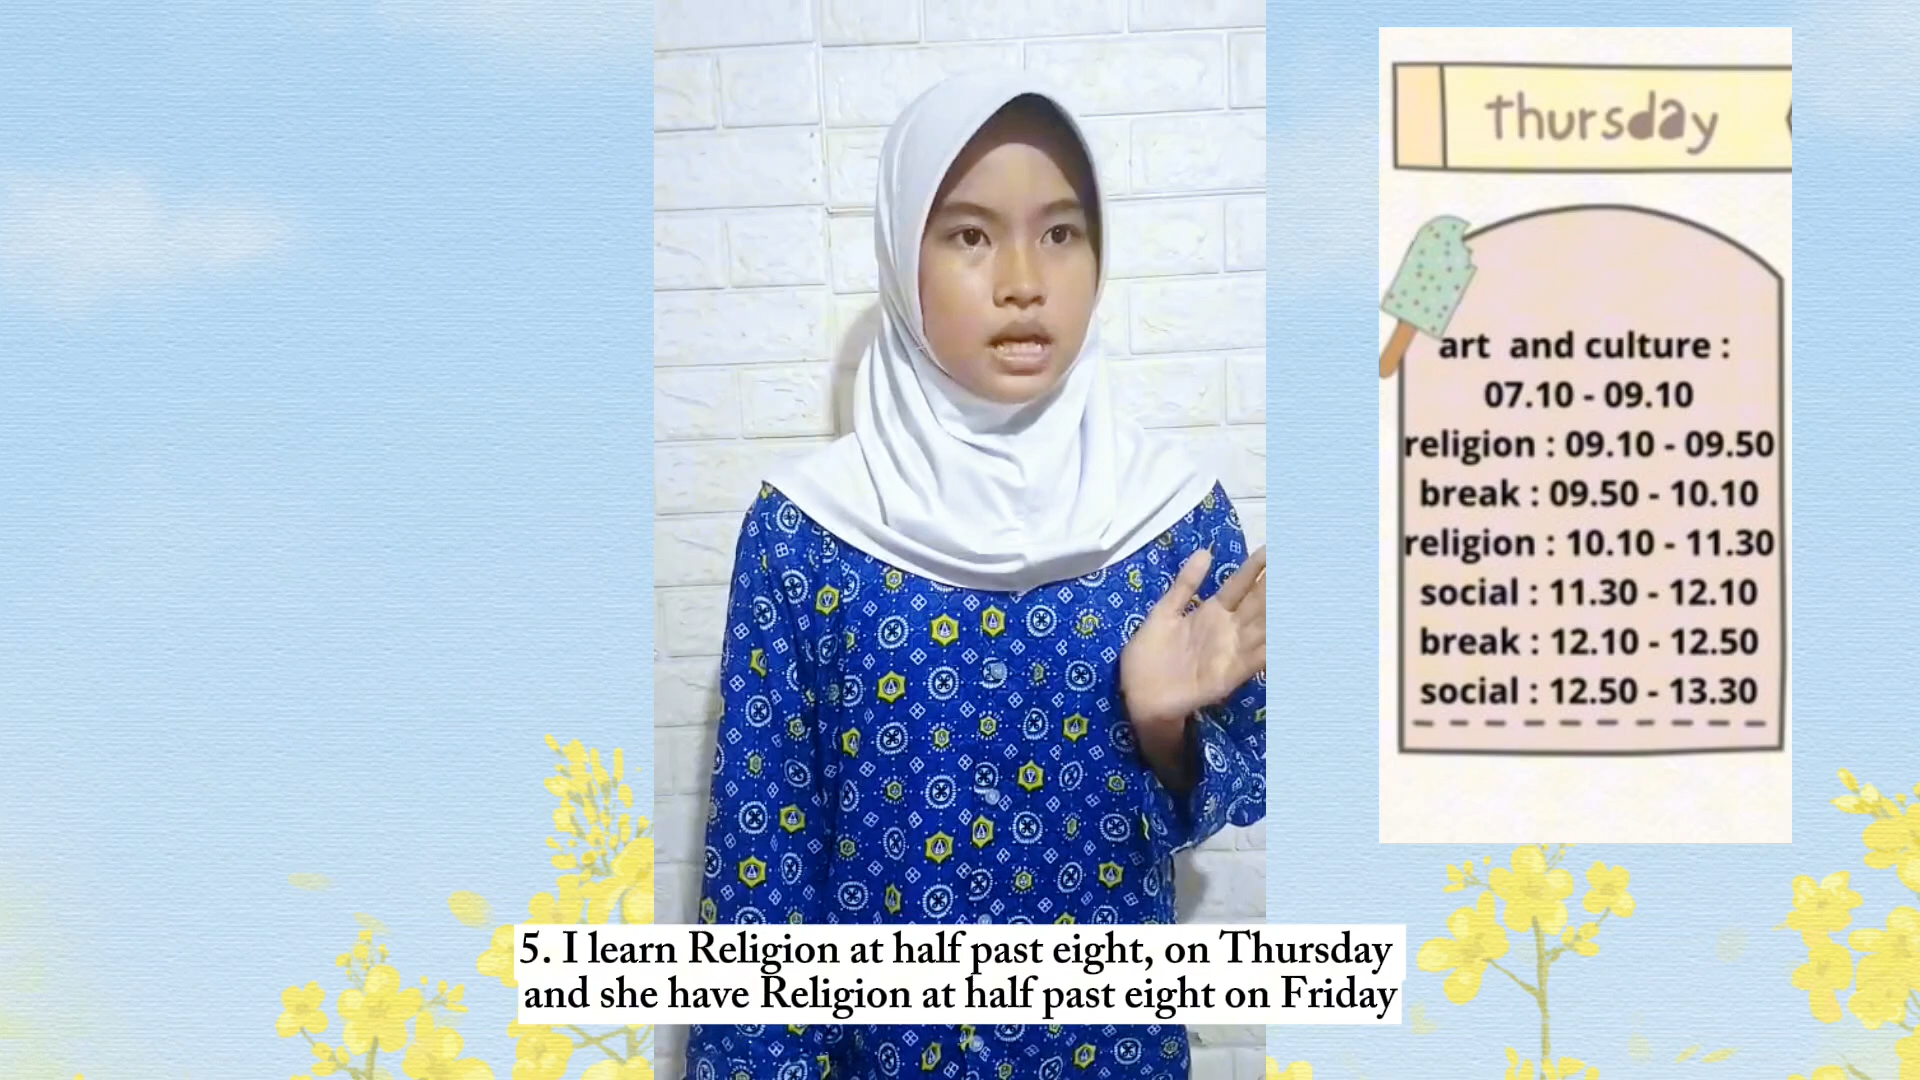 thursday
art and culture :
07.10 - 09.10
religion : 09.10 - 09.50
break : 09.50 - 10.10
religion : 10.10 - 11.30
social : 11.30 - 12.10
break : 12.10 - 12.50
social : 12.50 - 13.30
5. I learn Religion at half past eight, on Thursday
and she have Religion at half past eight on Friday